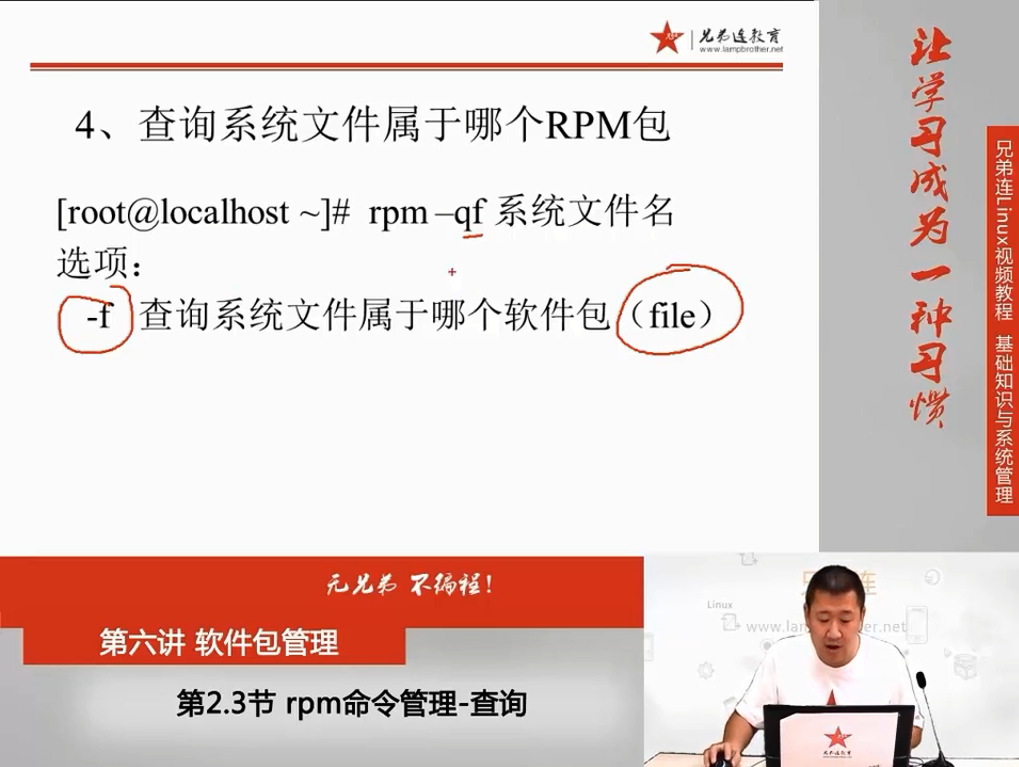 兄弟连教育
www.lampbrother.net
4、查询系统文件属于哪个RPM包
[root@localhost ~]# rpm –qf 系统文件名
选项：
-f 查询系统文件属于哪个软件包（file）
让学习成为一种习惯
兄弟连Linux视频教程 基础知识与系统管理
无兄弟 不编程！
第六讲 软件包管理
第2.3节 rpm命令管理-查询
Linux